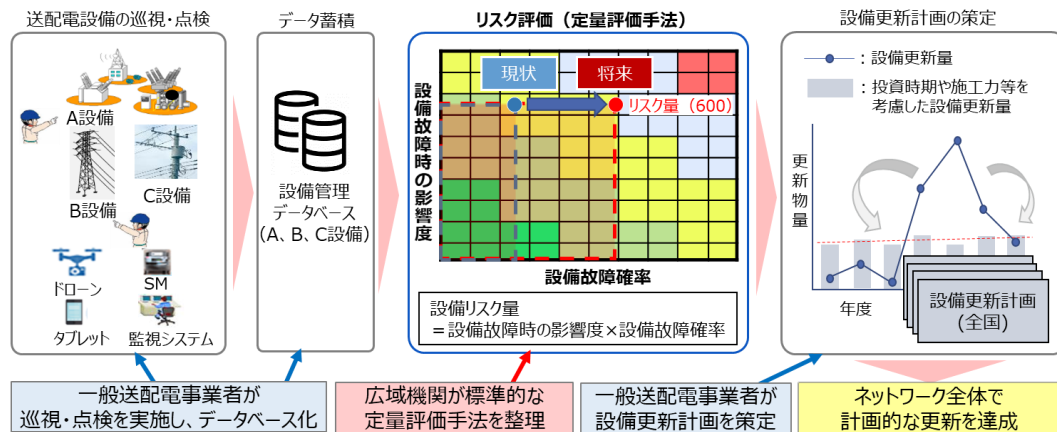 送配電設備の巡視・点検
A設備
B設備
C設備
ドローン
SM
タブレット
監視システム
データ蓄積
設備管理
データベース
(A、B、C設備)
リスク評価（定量評価手法）
設備故障時の影響度
現状
将来
リスク量（600）
設備故障確率
設備リスク量
＝設備故障時の影響度×設備故障確率
設備更新計画の策定
：設備更新量
：投資時期や施工力等を
考慮した設備更新量
更新物量
年度
設備更新計画
(全国)
一般送配電事業者が
巡視・点検を実施し、データベース化
広域機関が標準的な
定量評価手法を整理
一般送配電事業者が
設備更新計画を策定
ネットワーク全体で
計画的な更新を達成